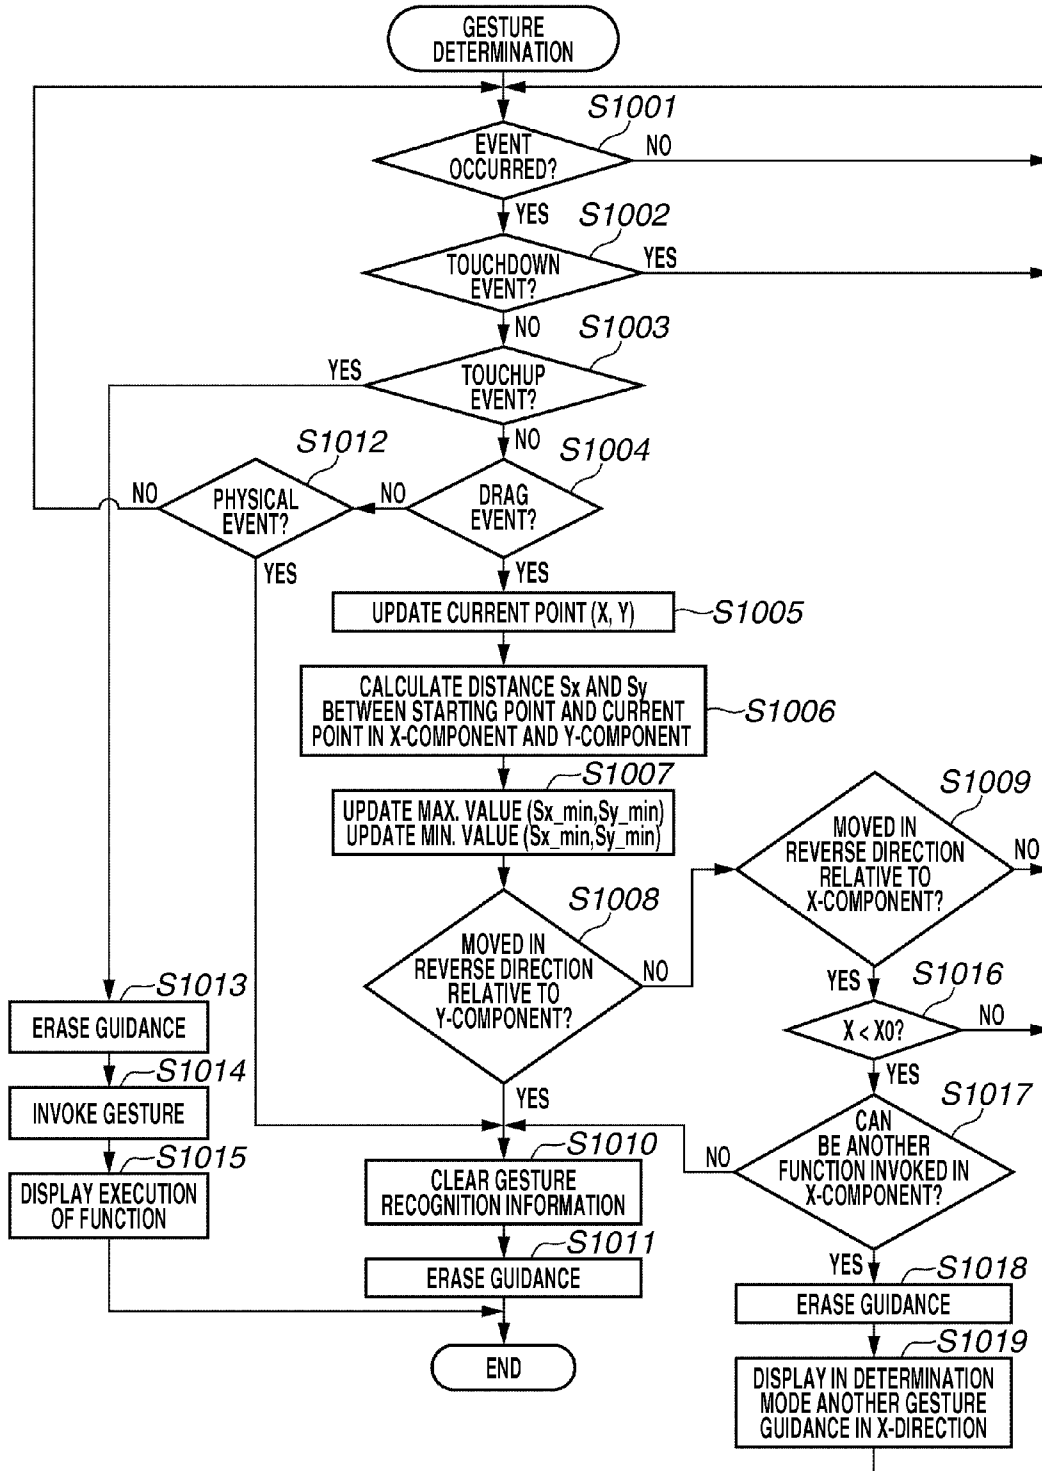 GESTURE
DETERMINATION
S1001
EVENT
OCCURRED?
NO
YES
S1002
TOUCHDOWN
EVENT?
YES
NO
S1003
YES
TOUCHUP
EVENT?
NO
S1012
S1004
NO
PHYSICAL
EVENT?
NO
DRAG
EVENT?
YES
YES
UPDATE CURRENT POINT (X, Y)
S1005
CALCULATE DISTANCE Sx AND Sy
BETWEEN STARTING POINT AND CURRENT
POINT IN X-COMPONENT AND Y-COMPONENT
S1006
S1007
UPDATE MAX. VALUE (Sx_min,Sy_min)
UPDATE MIN. VALUE (Sx_min,Sy_min)
S1009
MOVED IN
REVERSE DIRECTION
RELATIVE TO
X-COMPONENT?
NO
S1008
MOVED IN
REVERSE DIRECTION
RELATIVE TO
Y-COMPONENT?
NO
YES
S1016
X < X0?
NO
YES
S1013
ERASE GUIDANCE
S1014
INVOKE GESTURE
S1015
DISPLAY EXECUTION
OF FUNCTION
YES
S1017
CAN
BE ANOTHER
FUNCTION INVOKED IN
X-COMPONENT?
NO
S1010
CLEAR GESTURE
RECOGNITION INFORMATION
S1011
ERASE GUIDANCE
YES
S1018
ERASE GUIDANCE
S1019
DISPLAY IN DETERMINATION
MODE ANOTHER GESTURE
GUIDANCE IN X-DIRECTION
END